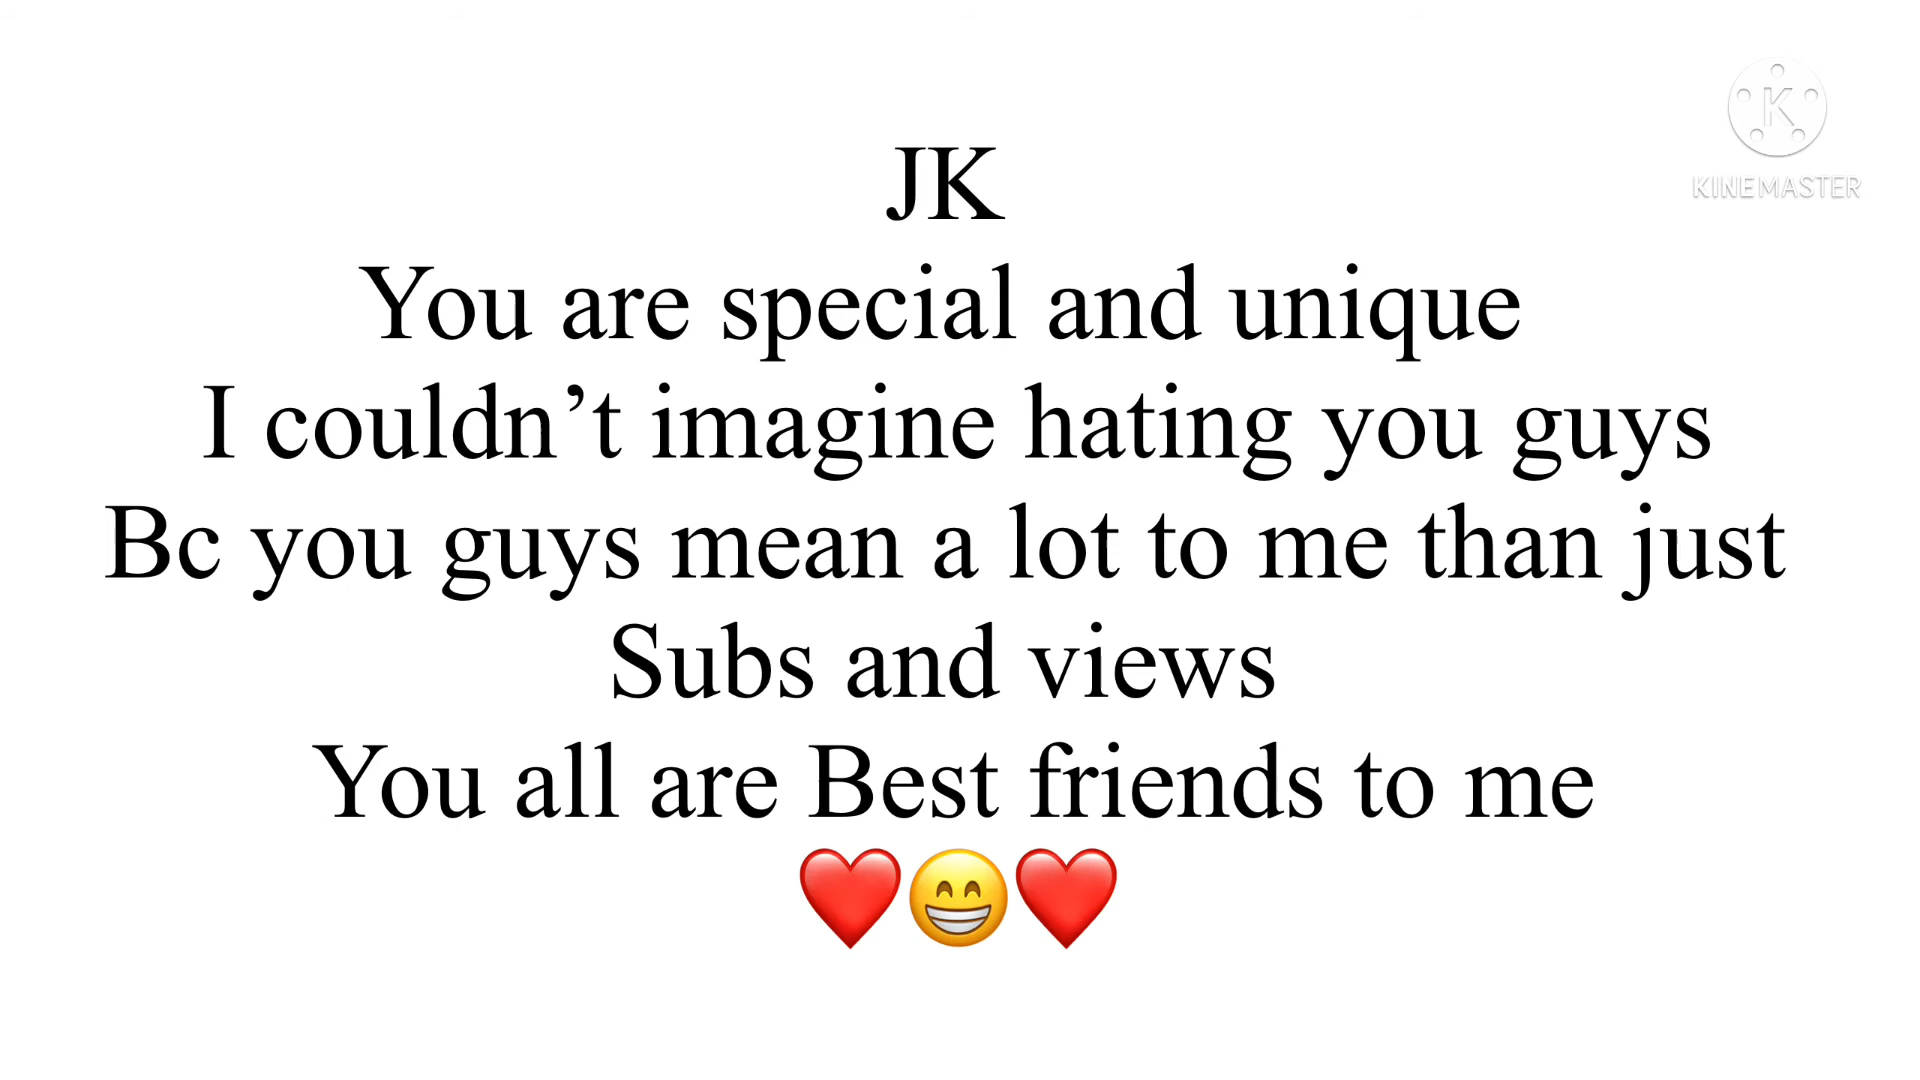 K
KINEMASTER
JK
You are special and unique
I couldn’t imagine hating you guys
Bc you guys mean a lot to me than just
Subs and views
You all are Best friends to me
❤️😁❤️